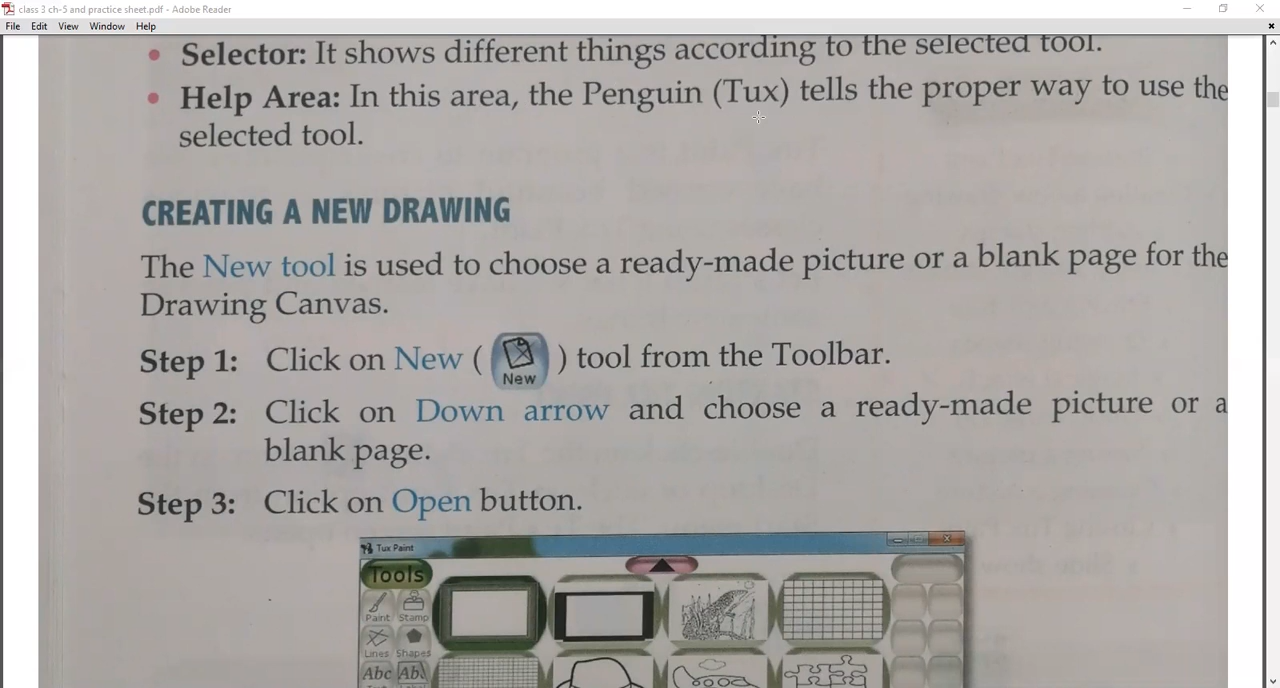 class 3 ch-5 and practice sheet.pdf - Adobe Reader
File Edit View Window Help
• Selector: It shows different things according to the selected tool.
• Help Area: In this area, the Penguin (Tux) tells the proper way to use the
selected tool.
CREATING A NEW DRAWING
The New tool is used to choose a ready-made picture or a blank page for the
Drawing Canvas.
Step 1: Click on New ( New ) tool from the Toolbar.
Step 2: Click on Down arrow and choose a ready-made picture or a
blank page.
Step 3: Click on Open button.
Tux Paint
Tools
Paint Stamp
Lines Shapes
Abc Abc